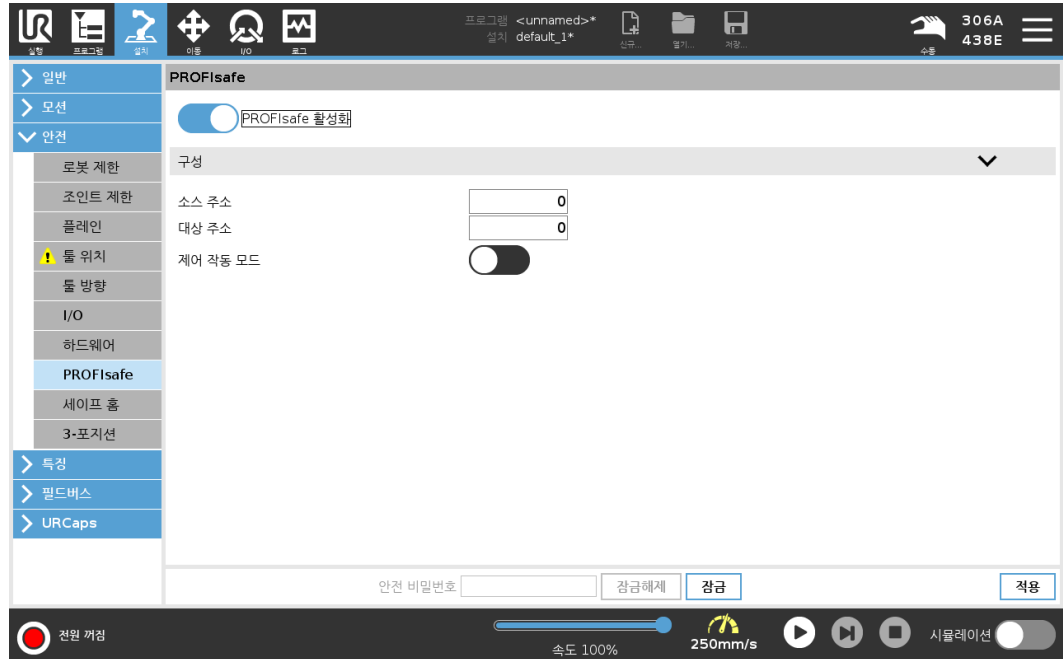 UR
실행
프로그램
설치
이동
I/O
로그
프로그램 <unnamed>*
설치 default_1*
신규...
열기...
저장...
수동
306A
438E
일반
모션
안전
로봇 제한
조인트 제한
플레인
툴 위치
툴 방향
I/O
하드웨어
PROFIsafe
세이프 홈
3-포지션
특징
필드버스
URCaps
PROFIsafe
PROFIsafe 활성화
구성
소스 주소 0
대상 주소 0
제어 작동 모드
안전 비밀번호 잠금해제 잠금 적용
전원 꺼짐
속도 100%
250mm/s
시뮬레이션